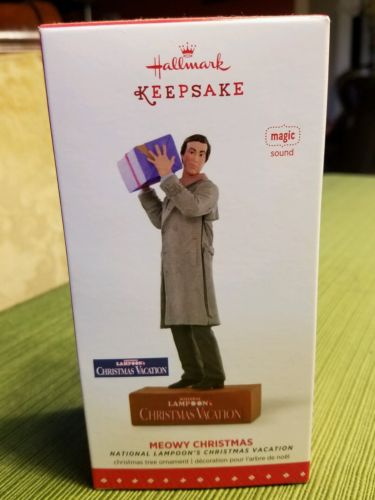 Hallmark
KEEPSAKE
magic
sound
NATIONAL
LAMPOON's
CHRISTMAS VACATION
LAMPOON's
CHRISTMAS VACATION
MEOWY CHRISTMAS
NATIONAL LAMPOON'S CHRISTMAS VACATION
christmas tree ornament | décoration pour l'arbre de noël